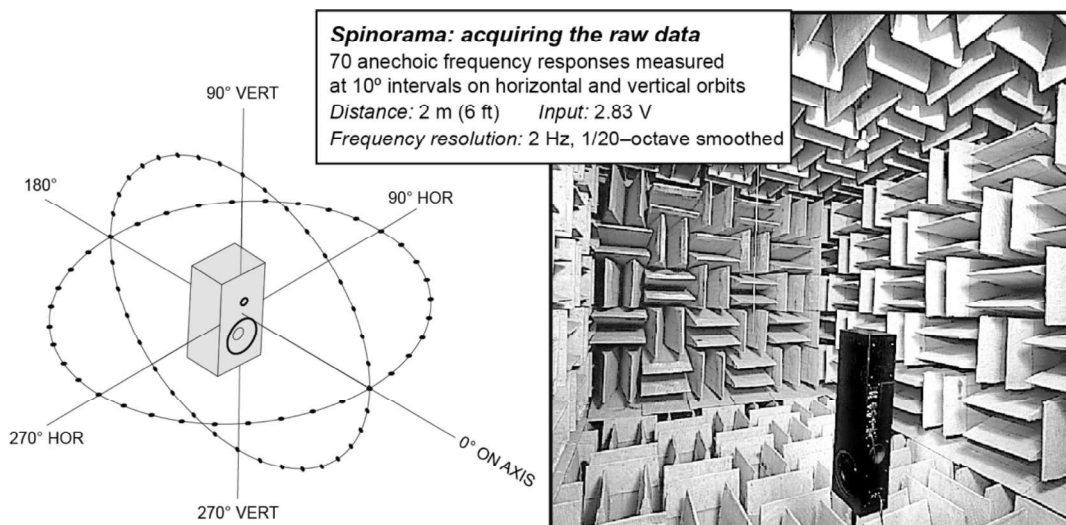 Spinorama: acquiring the raw data
70 anechoic frequency responses measured
at 10º intervals on horizontal and vertical orbits
Distance: 2 m (6 ft) Input: 2.83 V
Frequency resolution: 2 Hz, 1/20–octave smoothed
90° VERT
180°
90° HOR
270° HOR
0° ON AXIS
270° VERT